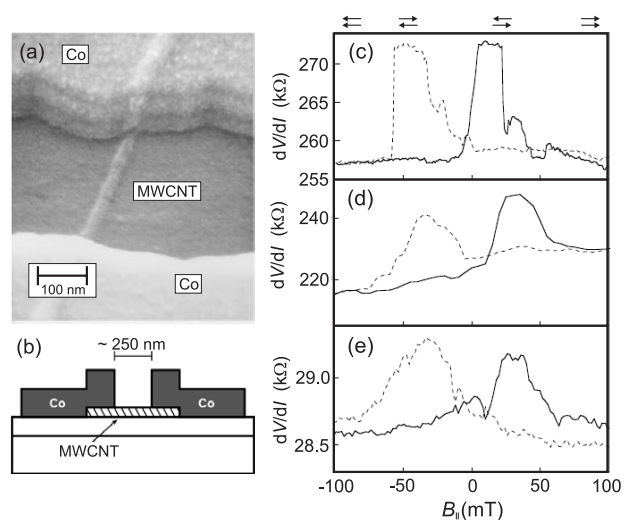 (a)
Co
MWCNT
100 nm
Co
(b)
~ 250 nm
Co
Co
MWCNT
(c)
dV/dI (kΩ)
270
265
260
255
(d)
dV/dI (kΩ)
240
220
(e)
dV/dI (kΩ)
29.0
28.5
-100
-50
0
50
100
B||(mT)